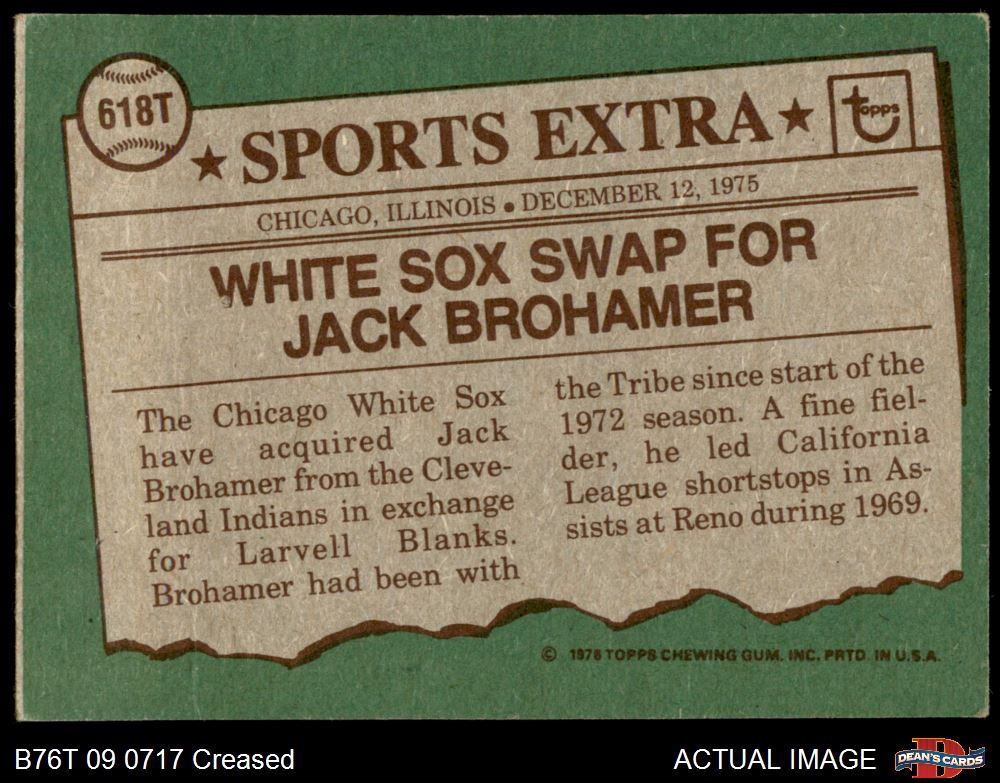 618T
★ SPORTS EXTRA ★
topps
CHICAGO, ILLINOIS • DECEMBER 12, 1975
WHITE SOX SWAP FOR
JACK BROHAMER
The Chicago White Sox
have acquired Jack
Brohamer from the Cleve-
land Indians in exchange
for Larvell Blanks.
Brohamer had been with
the Tribe since start of the
1972 season. A fine fiel-
der, he led California
League shortstops in As-
sists at Reno during 1969.
© 1976 TOPPS CHEWING GUM, INC. PRTD. IN U.S.A.
B76T 09 0717 Creased
ACTUAL IMAGE
D
DEAN'S CARDS